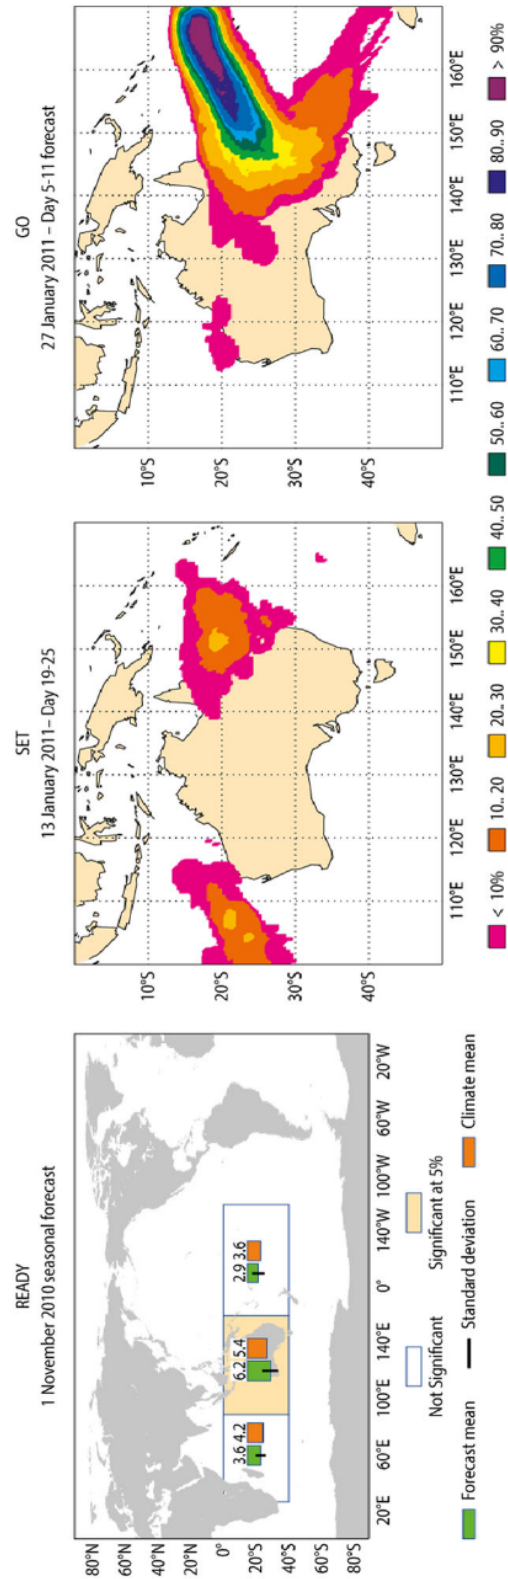 READY
1 November 2010 seasonal forecast
80°N
60°N
40°N
20°N
0°
20°S
40°S
60°S
80°S
3.6 4.2
6.2 5.4
2.9 3.6
20°E 60°E 100°E 140°E 0° 140°W 100°W 60°W 20°W
Not Significant Significant at 5%
Forecast mean Standard deviation Climate mean
SET
13 January 2011– Day 19-25
10°S
20°S
30°S
40°S
110°E 120°E 130°E 140°E 150°E 160°E
GO
27 January 2011 – Day 5-11 forecast
10°S
20°S
30°S
40°S
110°E 120°E 130°E 140°E 150°E 160°E
< 10% 10..20 20..30 30..40 40..50 50..60 60..70 70..80 80..90 > 90%